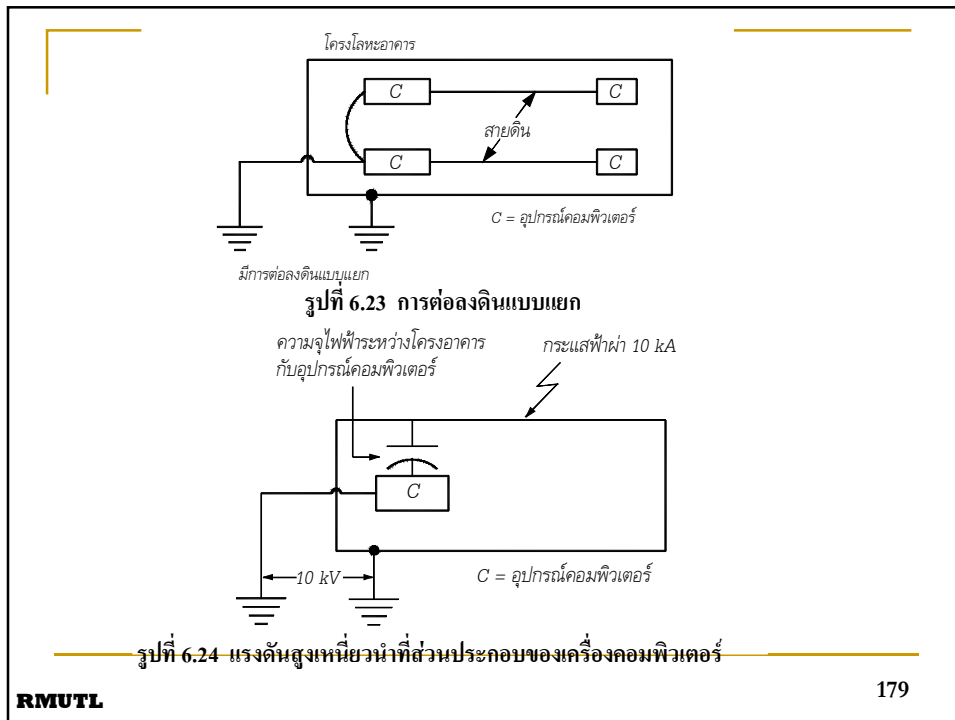 โครงโลหะอาคาร
C C
สายดิน
C C
C = อุปกรณ์คอมพิวเตอร์
มีการต่อลงดินแบบแยก
รูปที่ 6.23 การต่อลงดินแบบแยก
ความจุไฟฟ้าระหว่างโครงอาคาร
กับอุปกรณ์คอมพิวเตอร์
กระแสฟ้าผ่า 10 kA
C
10 kV
C = อุปกรณ์คอมพิวเตอร์
รูปที่ 6.24 แรงดันสูงเหนี่ยวนำที่ส่วนประกอบของเครื่องคอมพิวเตอร์
RMUTL
179